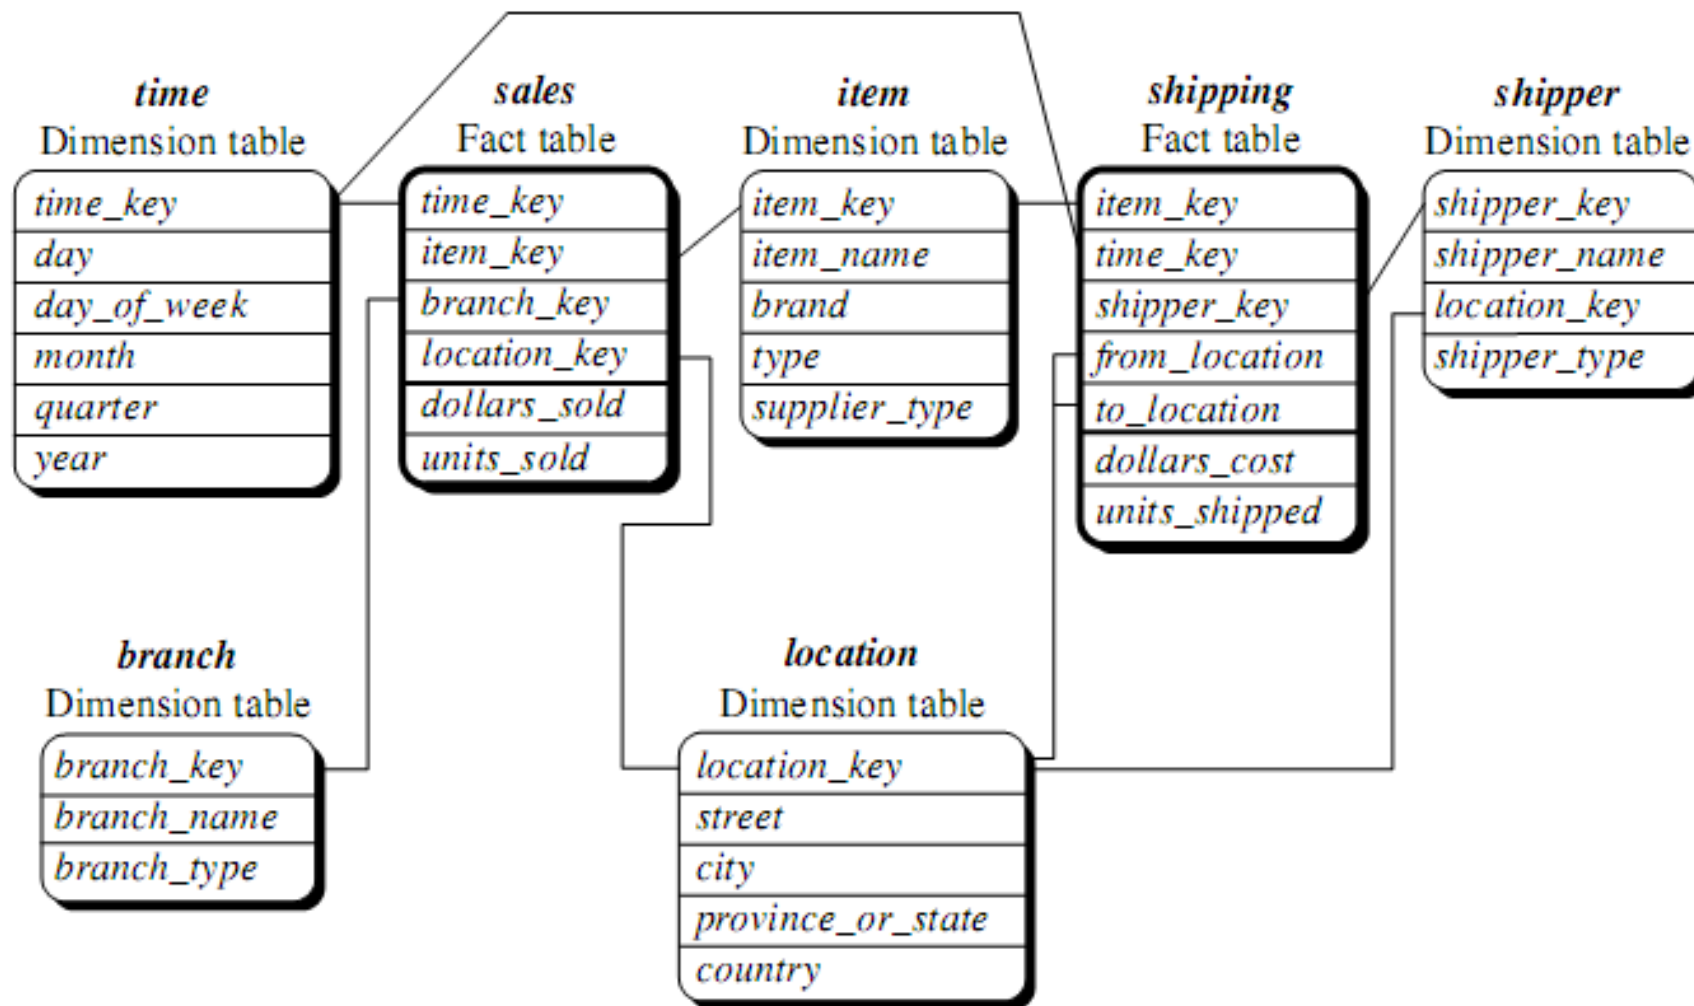 time
Dimension table
time_key
day
day_of_week
month
quarter
year
sales
Fact table
time_key
item_key
branch_key
location_key
dollars_sold
units_sold
item
Dimension table
item_key
item_name
brand
type
supplier_type
shipping
Fact table
item_key
time_key
shipper_key
from_location
to_location
dollars_cost
units_shipped
shipper
Dimension table
shipper_key
shipper_name
location_key
shipper_type
branch
Dimension table
branch_key
branch_name
branch_type
location
Dimension table
location_key
street
city
province_or_state
country